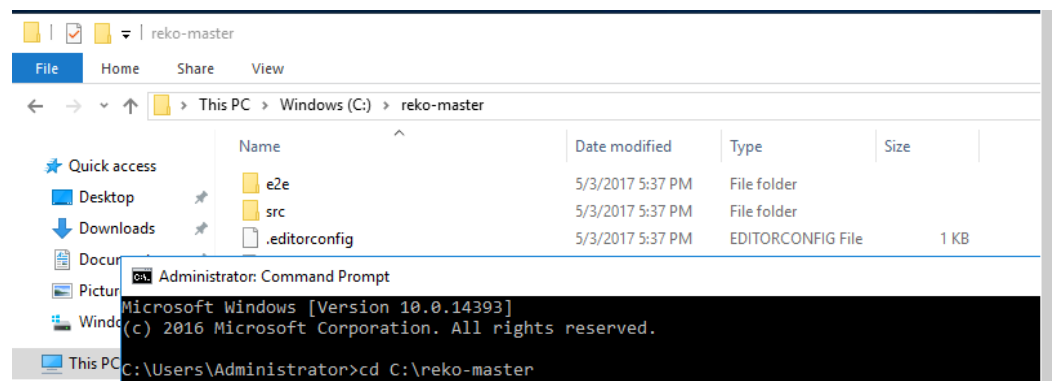 reko-master
File Home Share View
This PC > Windows (C:) > reko-master
Name Date modified Type Size
Quick access
e2e 5/3/2017 5:37 PM File folder
Desktop
src 5/3/2017 5:37 PM File folder
Downloads
.editorconfig 5/3/2017 5:37 PM EDITORCONFIG File 1 KB
Docu
Administrator: Command Prompt
Pictur
Microsoft Windows [Version 10.0.14393]
Windo
(c) 2016 Microsoft Corporation. All rights reserved.
This PC
C:\Users\Administrator>cd C:\reko-master